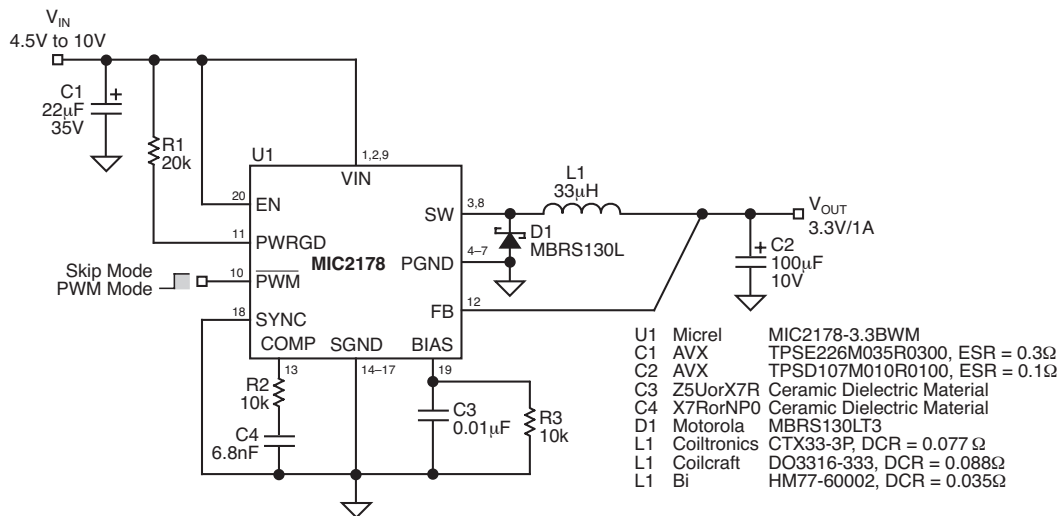 VIN
4.5V to 10V
C1
22µF
35V
R1
20k
U1
1,2,9
VIN
20
EN
11
PWRGD
10
PWM
MIC2178
Skip Mode
PWM Mode
18
SYNC
SW
3,8
PGND
4–7
FB
12
COMP
SGND
BIAS
13
14–17
19
L1
33µH
D1
MBRS130L
VOUT
3.3V/1A
C2
100µF
10V
R2
10k
C4
6.8nF
C3
0.01µF
R3
10k
U1 Micrel MIC2178-3.3BWM
C1 AVX TPSE226M035R0300, ESR = 0.3Ω
C2 AVX TPSD107M010R0100, ESR = 0.1Ω
C3 Z5UorX7R Ceramic Dielectric Material
C4 X7RorNP0 Ceramic Dielectric Material
D1 Motorola MBRS130LT3
L1 Coiltronics CTX33-3P, DCR = 0.077 Ω
L1 Coilcraft DO3316-333, DCR = 0.088Ω
L1 Bi HM77-60002, DCR = 0.035Ω